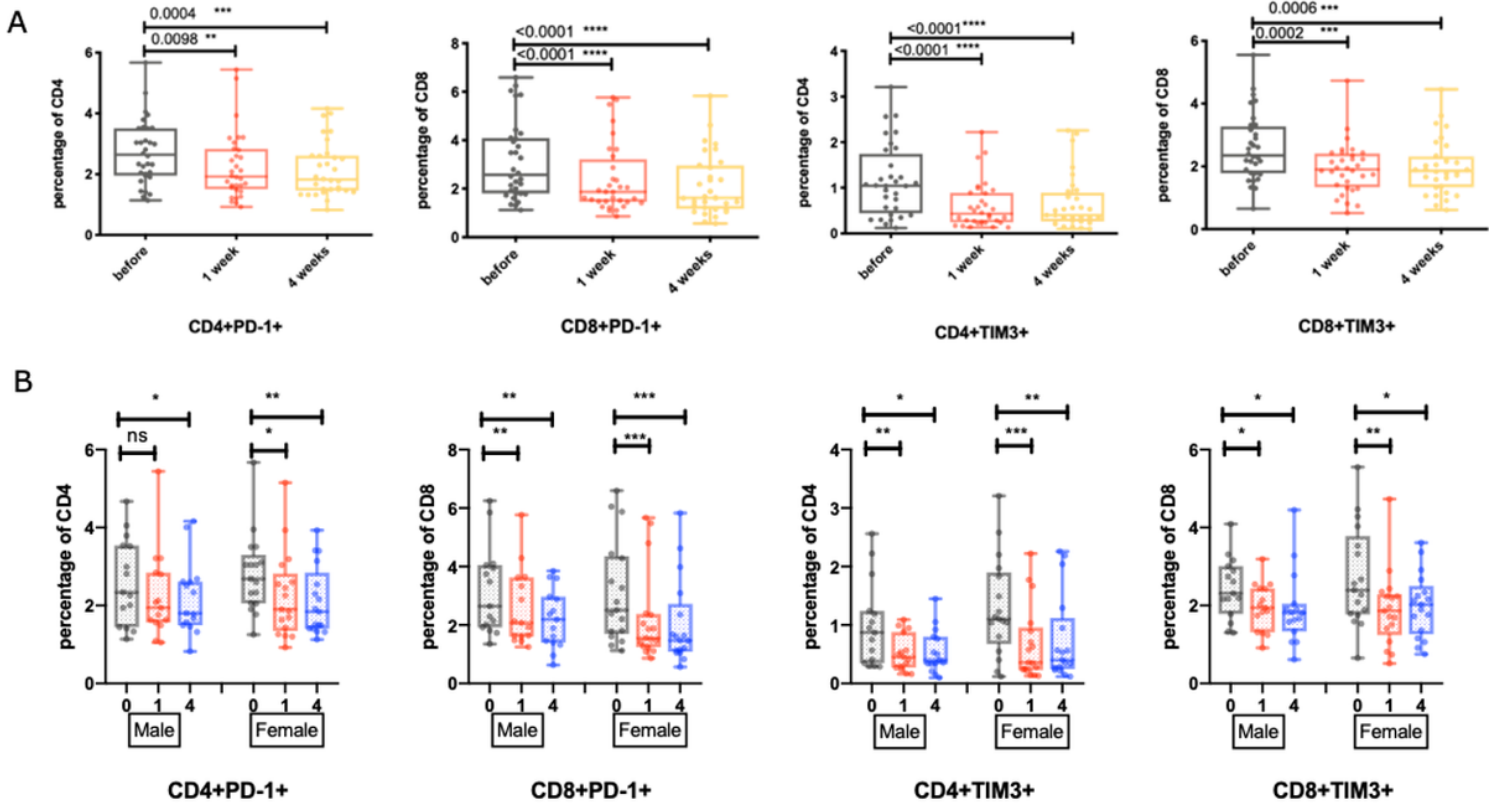 A
0.0004 ***
0.0098 **
percentage of CD4
6
4
2
0
before
1 week
4 weeks
CD4+PD-1+
<0.0001 ****
<0.0001 ****
percentage of CD8
8
6
4
2
0
before
1 week
4 weeks
CD8+PD-1+
<0.0001 ****
<0.0001 ****
percentage of CD4
4
3
2
1
0
before
1 week
4 weeks
CD4+TIM3+
0.0006 ***
0.0002 ***
percentage of CD8
6
4
2
0
before
1 week
4 weeks
CD8+TIM3+
B
* **
ns *
percentage of CD4
6
4
2
0
0 1 4 0 1 4
Male Female
CD4+PD-1+
** ***
** ***
percentage of CD8
8
6
4
2
0
0 1 4 0 1 4
Male Female
CD8+PD-1+
* **
** ***
percentage of CD4
4
3
2
1
0
0 1 4 0 1 4
Male Female
CD4+TIM3+
* *
* **
percentage of CD8
6
4
2
0
0 1 4 0 1 4
Male Female
CD8+TIM3+